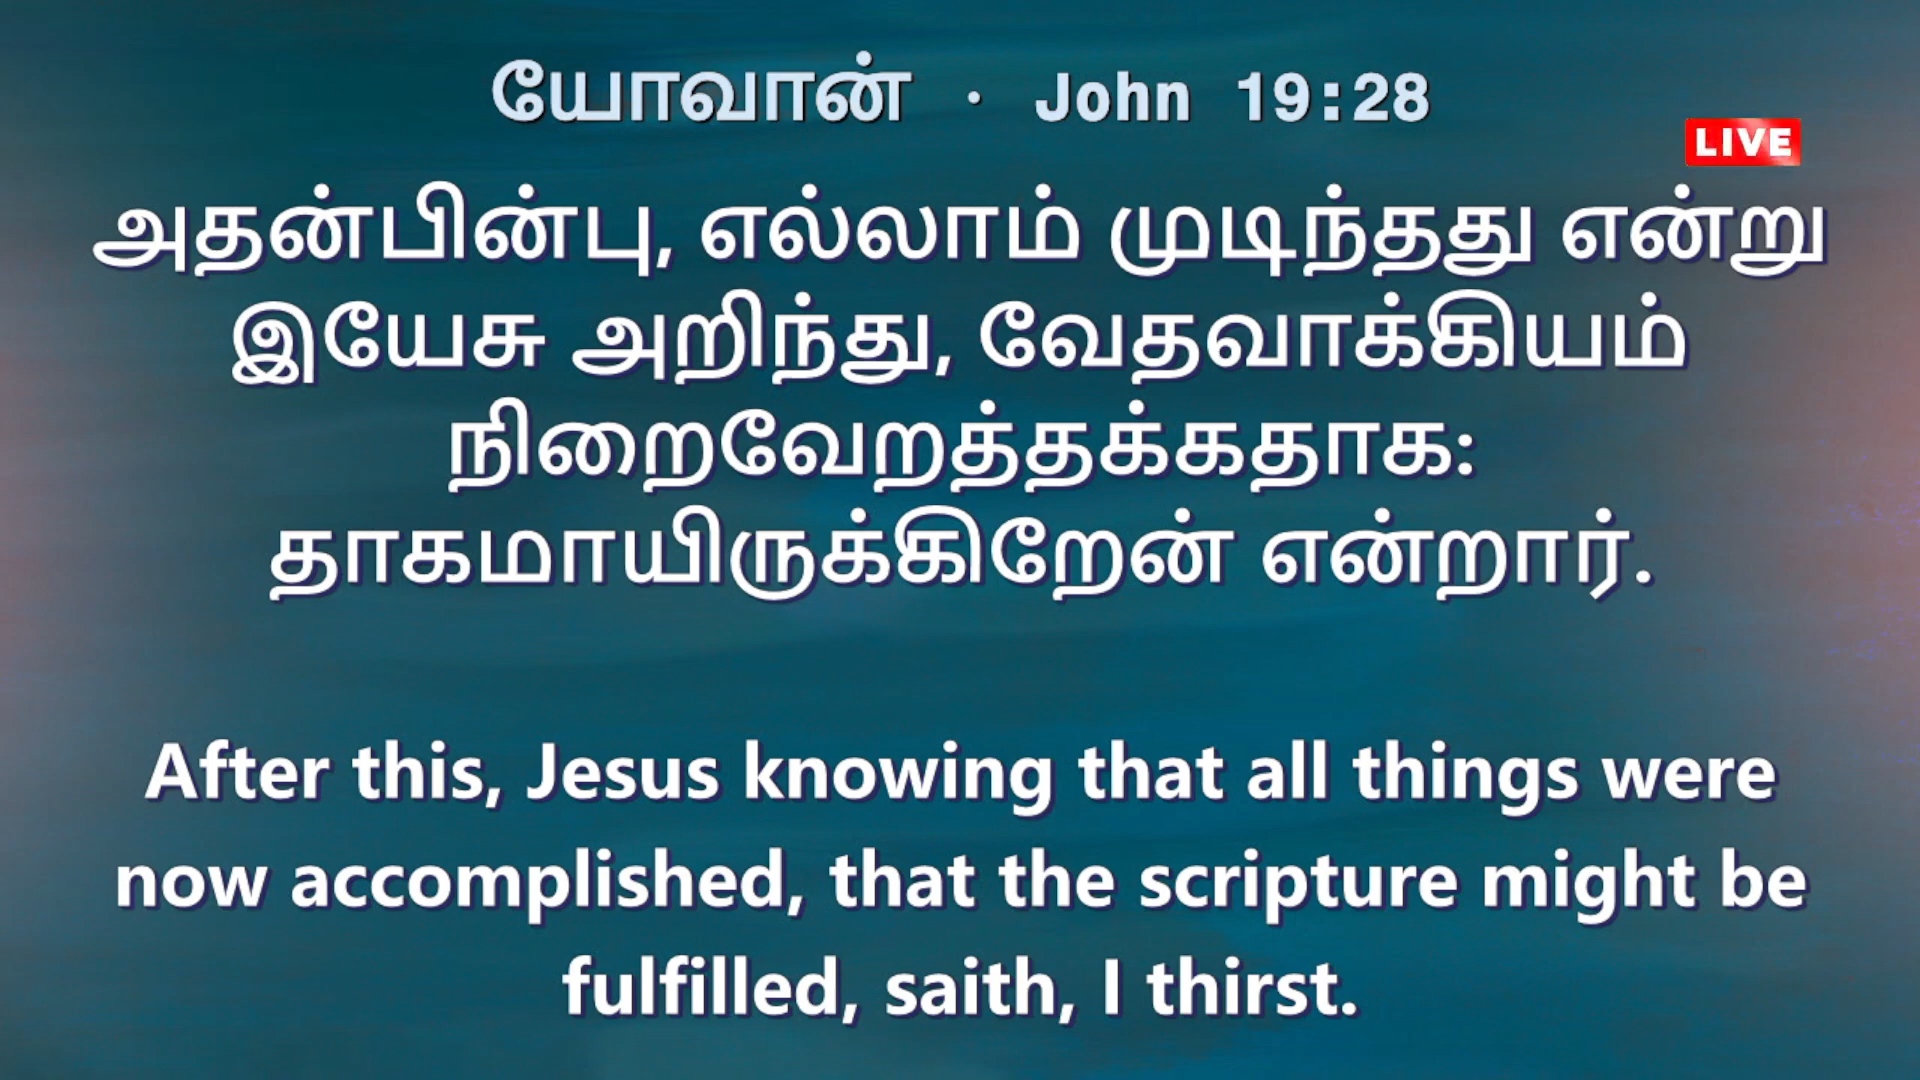 யோவான் · John 19:28
LIVE
அதன்பின்பு, எல்லாம் முடிந்தது என்று
இயேசு அறிந்து, வேதவாக்கியம்
நிறைவேறத்தக்கதாக:
தாகமாயிருக்கிறேன் என்றார்.
After this, Jesus knowing that all things were
now accomplished, that the scripture might be
fulfilled, saith, I thirst.